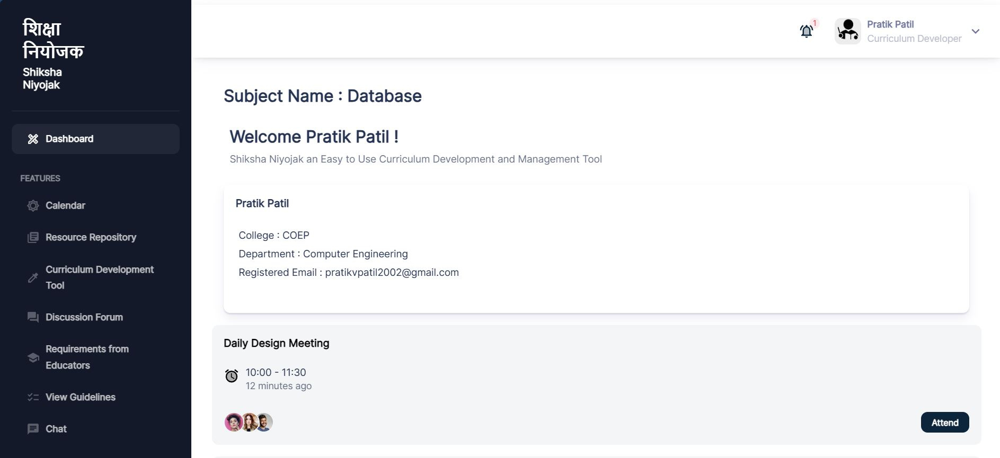 शिक्षा
नियोजक
Shiksha
Niyojak
Dashboard
FEATURES
Calendar
Resource Repository
Curriculum Development
Tool
Discussion Forum
Requirements from
Educators
View Guidelines
Chat
1
Pratik Patil
Curriculum Developer
Subject Name : Database
Welcome Pratik Patil !
Shiksha Niyojak an Easy to Use Curriculum Development and Management Tool
Pratik Patil
College : COEP
Department : Computer Engineering
Registered Email : pratikvpatil2002@gmail.com
Daily Design Meeting
10:00 - 11:30
12 minutes ago
Attend